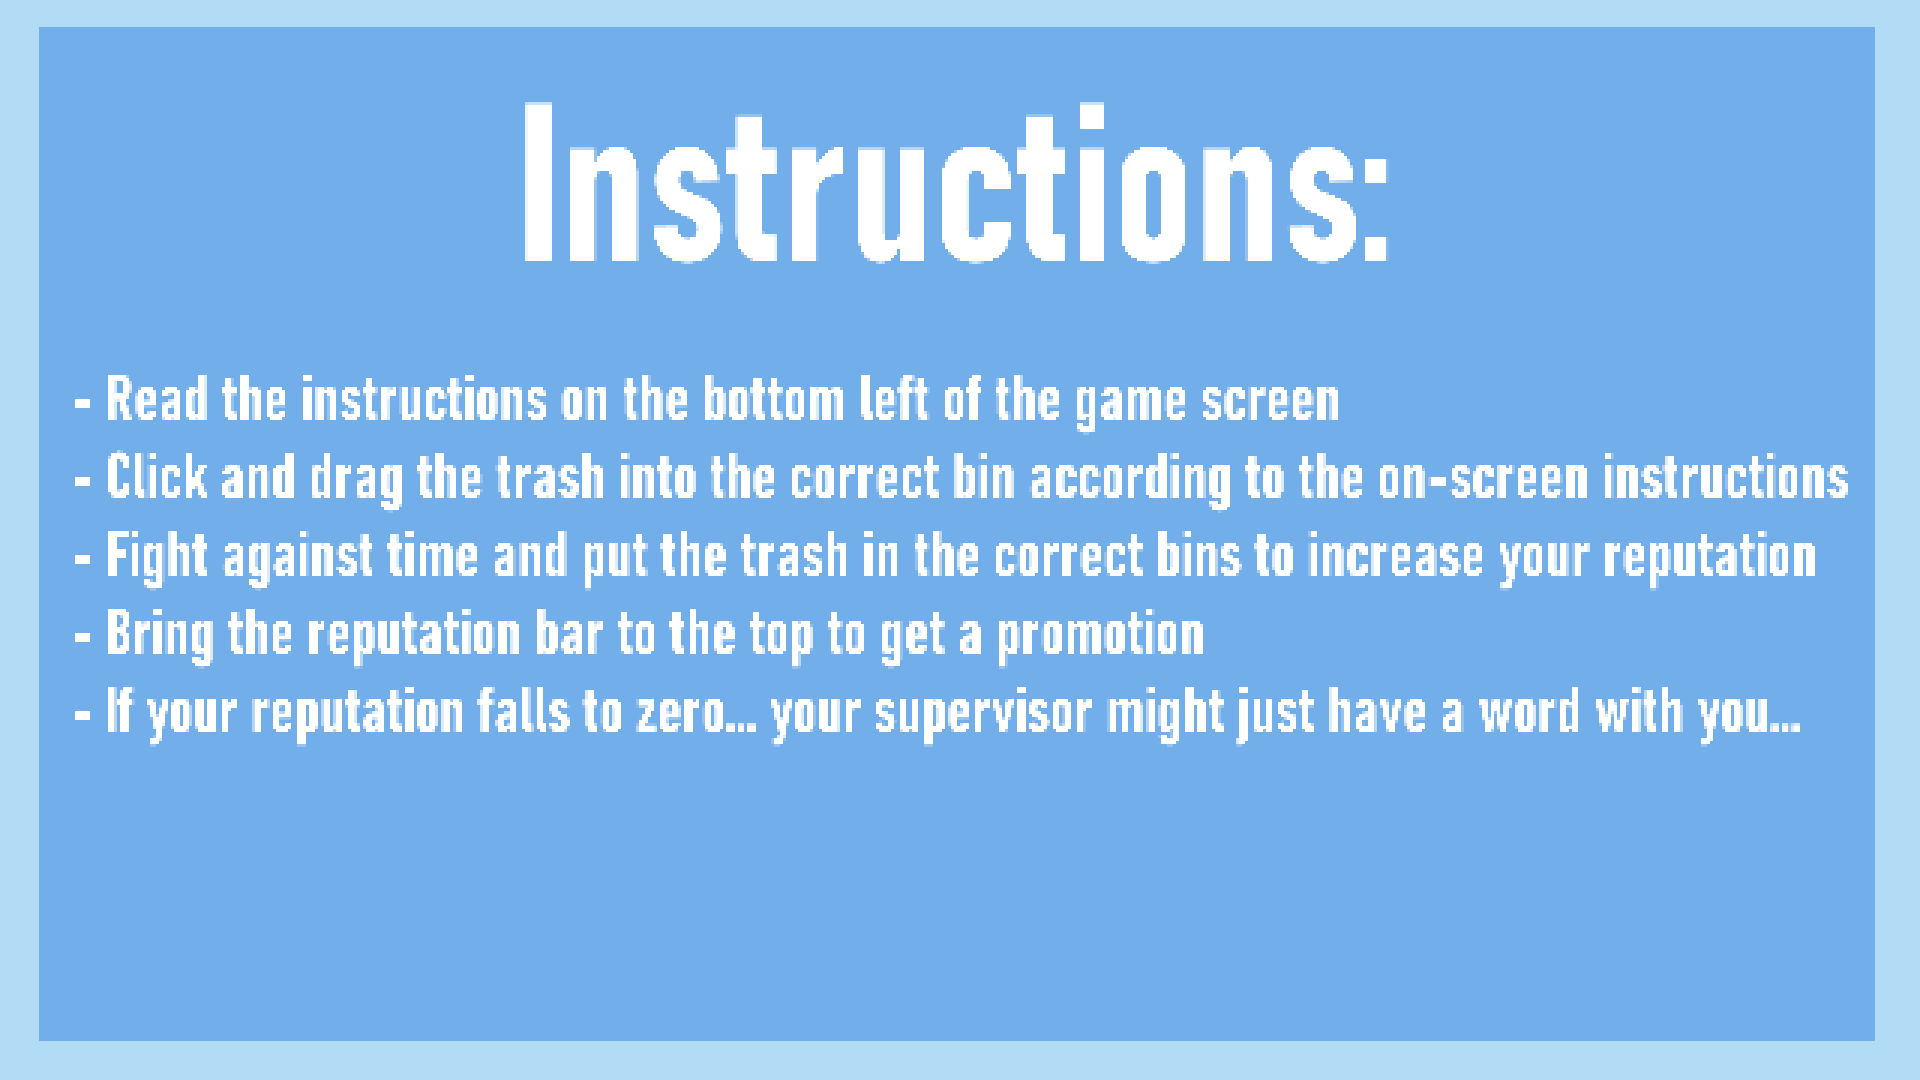 Instructions:
- Read the instructions on the bottom left of the game screen
- Click and drag the trash into the correct bin according to the on-screen instructions
- Fight against time and put the trash in the correct bins to increase your reputation
- Bring the reputation bar to the top to get a promotion
- If your reputation falls to zero... your supervisor might just have a word with you...